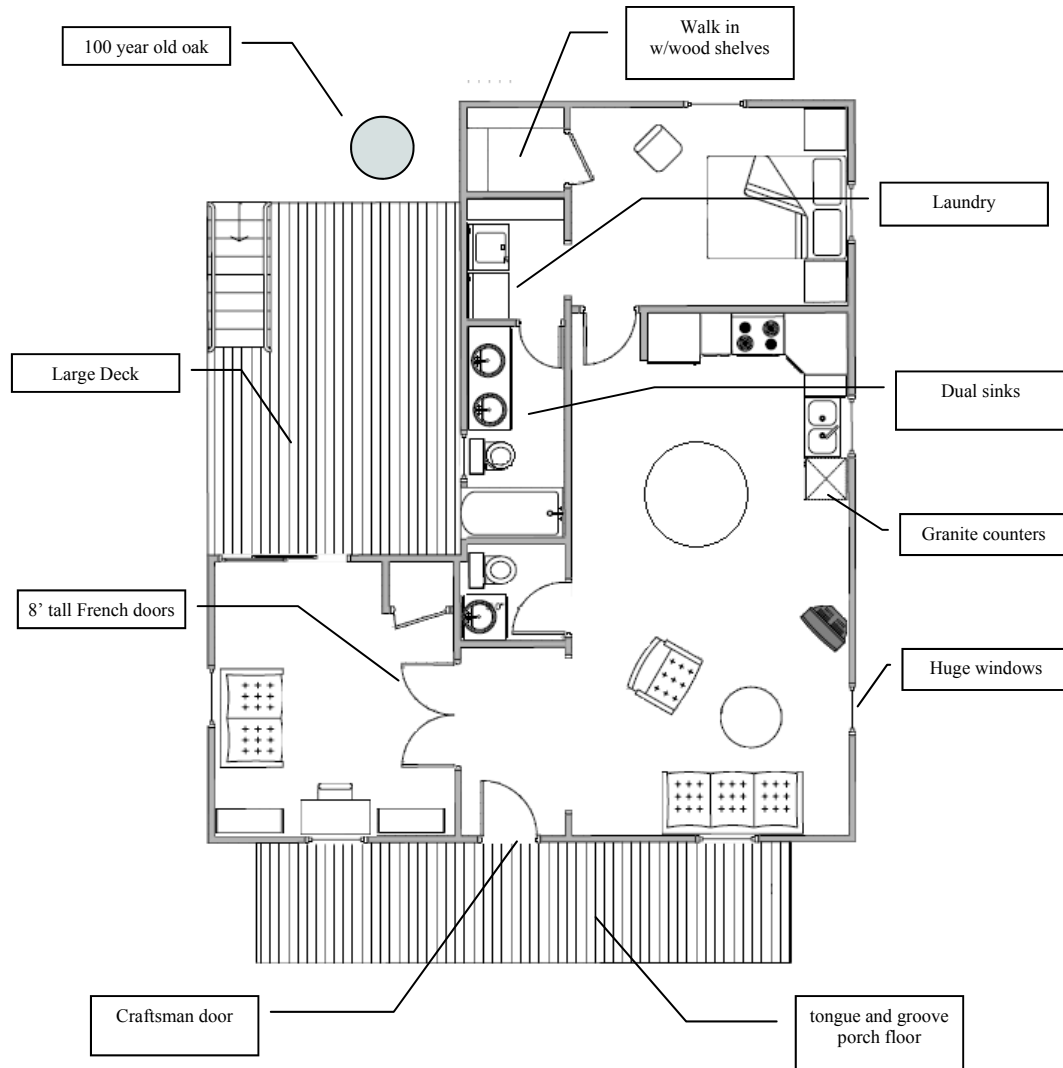 100 year old oak
Walk in
w/wood shelves
Laundry
Large Deck
Dual sinks
Granite counters
8’ tall French doors
Huge windows
Craftsman door
tongue and groove
porch floor